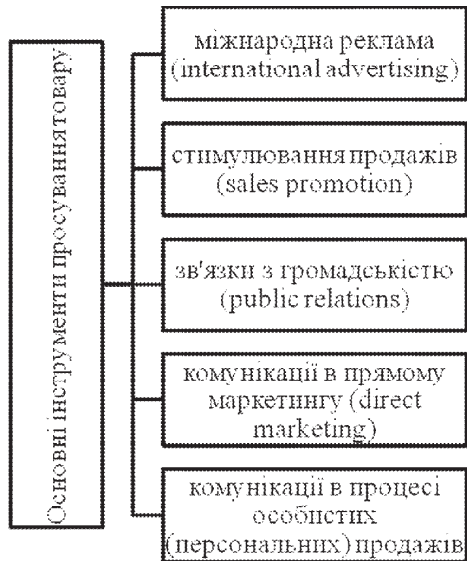 Основні інструменти просування товару
міжнародна реклама
(international advertising)
стимулювання продажів
(sales promotion)
зв'язки з громадськістю
(public relations)
комунікації в прямому
маркетингу (direct
marketing)
комунікації в процесі
особистих
(персональних) продажів